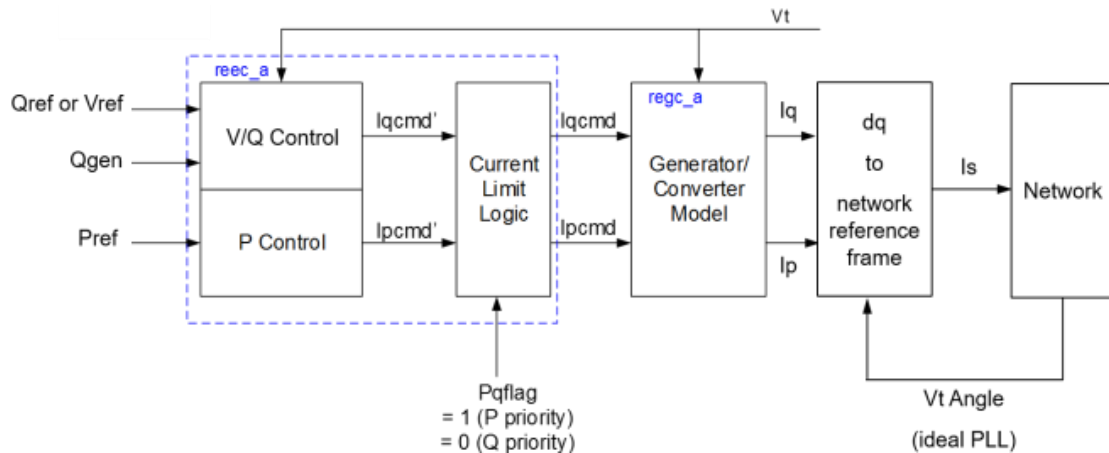 Vt
reec_a
regc_a
Qref or Vref
Qgen
Pref
V/Q Control
P Control
Iqcmd’
Ipcmd’
Current
Limit
Logic
Iqcmd
Ipcmd
Generator/
Converter
Model
Iq
Ip
dq
to
network
reference
frame
Is
Network
Pqflag
= 1 (P priority)
= 0 (Q priority)
Vt Angle
(ideal PLL)